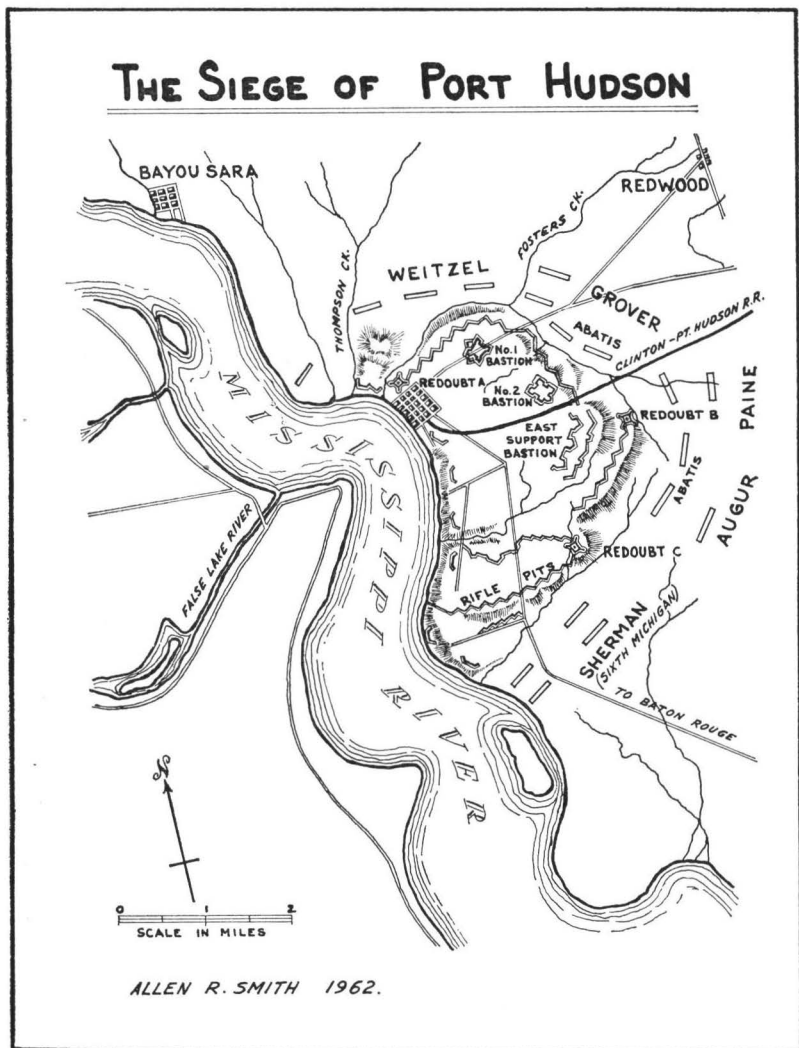 THE SIEGE OF PORT HUDSON
BAYOU SARA
REDWOOD
FOSTERS CK.
THOMPSON CK.
WEITZEL
GROVER
ABATIS
CLINTON-PT. HUDSON R.R.
No. 1
BASTION
REDOUBT A
No. 2
BASTION
EAST
SUPPORT
BASTION
REDOUBT B
PAINE
AUGUR
ABATIS
MISSISSIPPI RIVER
FALSE LAKE RIVER
REDOUBT C
RIFLE PITS
SHERMAN
(SIXTH MICHIGAN)
TO BATON ROUGE
N
0 1 2
SCALE IN MILES
ALLEN R. SMITH 1962.